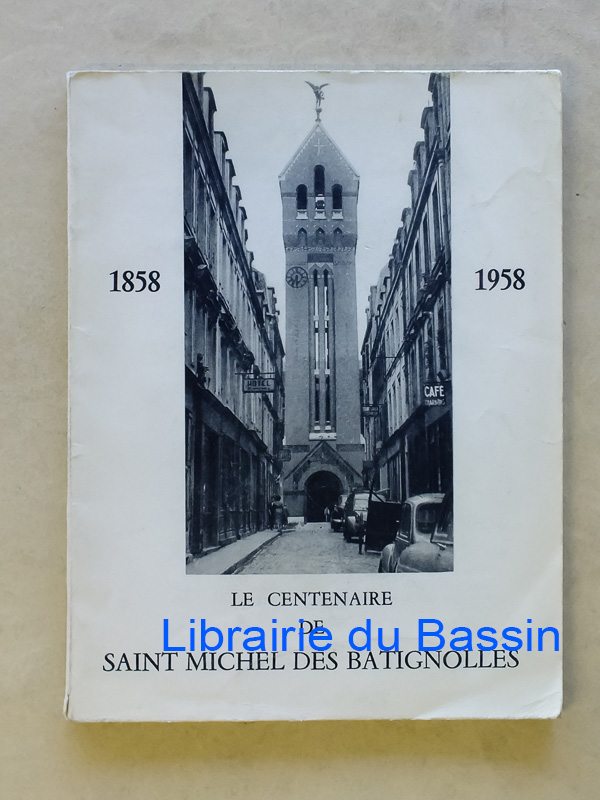 1858
1958
HOTEL
CAFE
LE CENTENAIRE
DE
Librairie du Bassin
SAINT MICHEL DES BATIGNOLLES